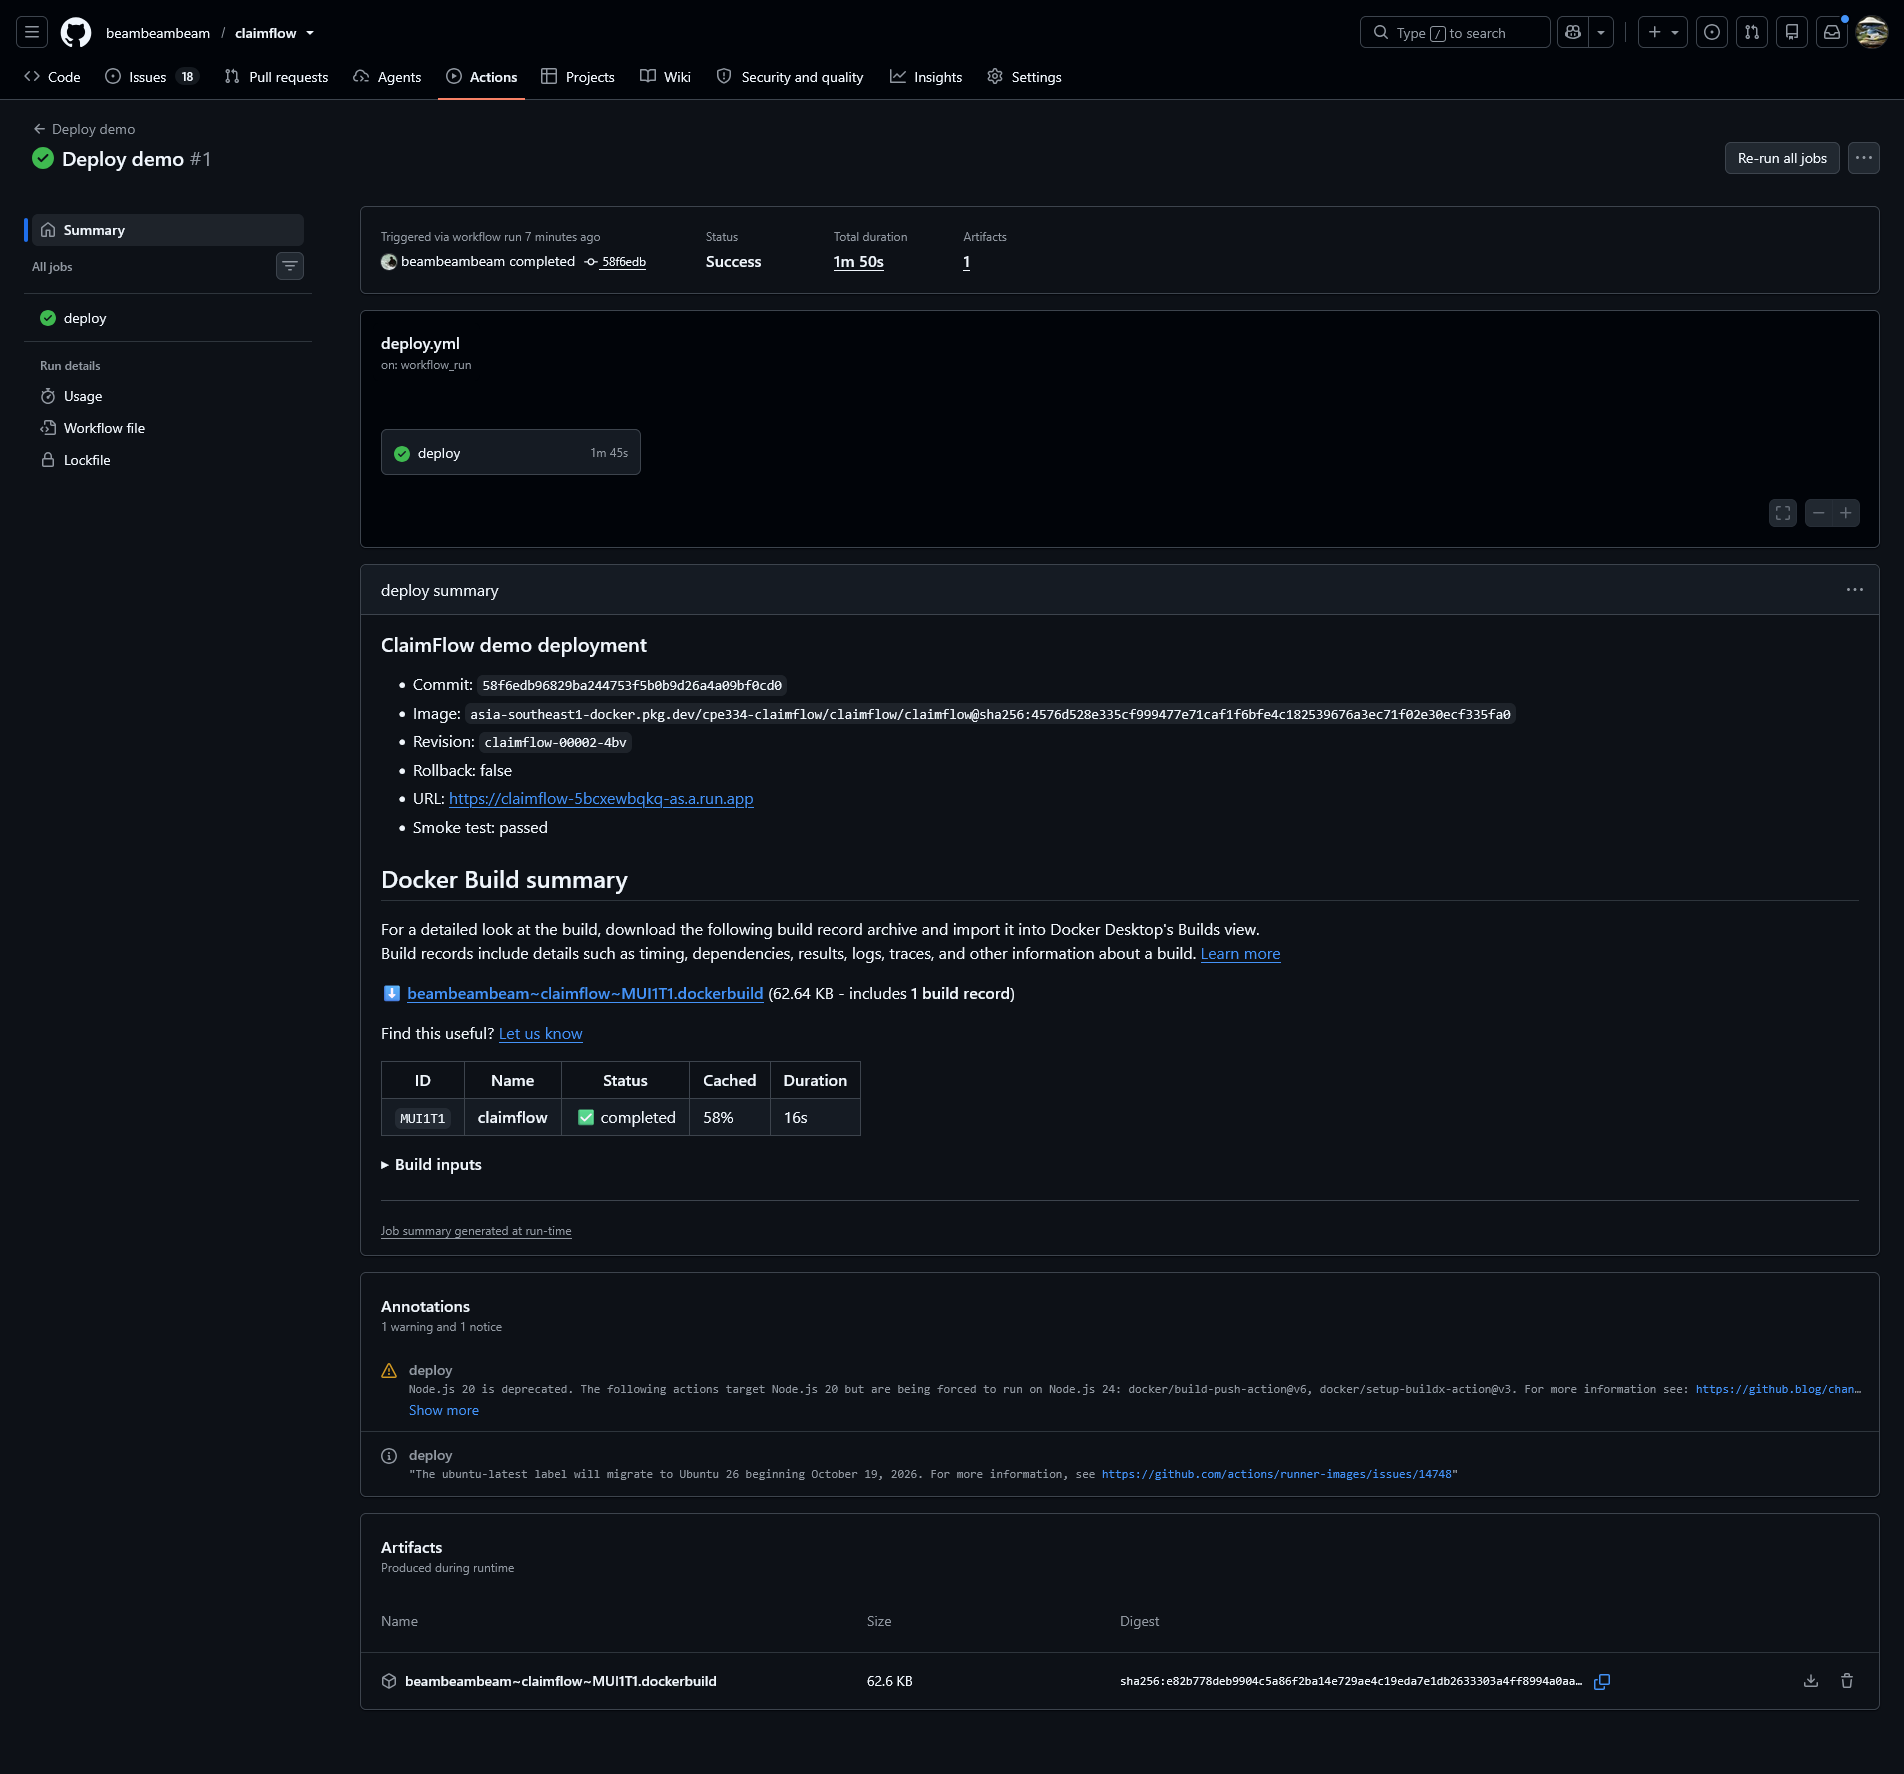 beambeambeam / claimflow
Type / to search
Code
Issues 18
Pull requests
Agents
Actions
Projects
Wiki
Security and quality
Insights
Settings
Deploy demo
Deploy demo #1
Re-run all jobs
Summary
All jobs
deploy
Run details
Usage
Workflow file
Lockfile
Triggered via workflow run 7 minutes ago
beambeambeam completed 58f6edb
Status
Success
Total duration
1m 50s
Artifacts
1
deploy.yml
on: workflow_run
deploy 1m 45s
deploy summary
ClaimFlow demo deployment
Commit: 58f6edb96829ba244753f5b0b9d26a4a09bf0cd0
Image: asia-southeast1-docker.pkg.dev/cpe334-claimflow/claimflow/claimflow@sha256:4576d528e335cf999477e71caf1f6bfe4c182539676a3ec71f02e30ecf335fa0
Revision: claimflow-00002-4bv
Rollback: false
URL: https://claimflow-5bcxewbqkq-as.a.run.app
Smoke test: passed
Docker Build summary
For a detailed look at the build, download the following build record archive and import it into Docker Desktop's Builds view.
Build records include details such as timing, dependencies, results, logs, traces, and other information about a build. Learn more
beambeambeam~claimflow~MUI1T1.dockerbuild (62.64 KB - includes 1 build record)
Find this useful? Let us know
ID Name Status Cached Duration
MUI1T1 claimflow completed 58% 16s
Build inputs
Job summary generated at run-time
Annotations
1 warning and 1 notice
deploy
Node.js 20 is deprecated. The following actions target Node.js 20 but are being forced to run on Node.js 24: docker/build-push-action@v6, docker/setup-buildx-action@v3. For more information see: https://github.blog/chan…
Show more
deploy
"The ubuntu-latest label will migrate to Ubuntu 26 beginning October 19, 2026. For more information, see https://github.com/actions/runner-images/issues/14748"
Artifacts
Produced during runtime
Name Size Digest
beambeambeam~claimflow~MUI1T1.dockerbuild 62.6 KB sha256:e82b778deb9904c5a86f2ba14e729ae4c19eda7e1db2633303a4ff8994a0aa…